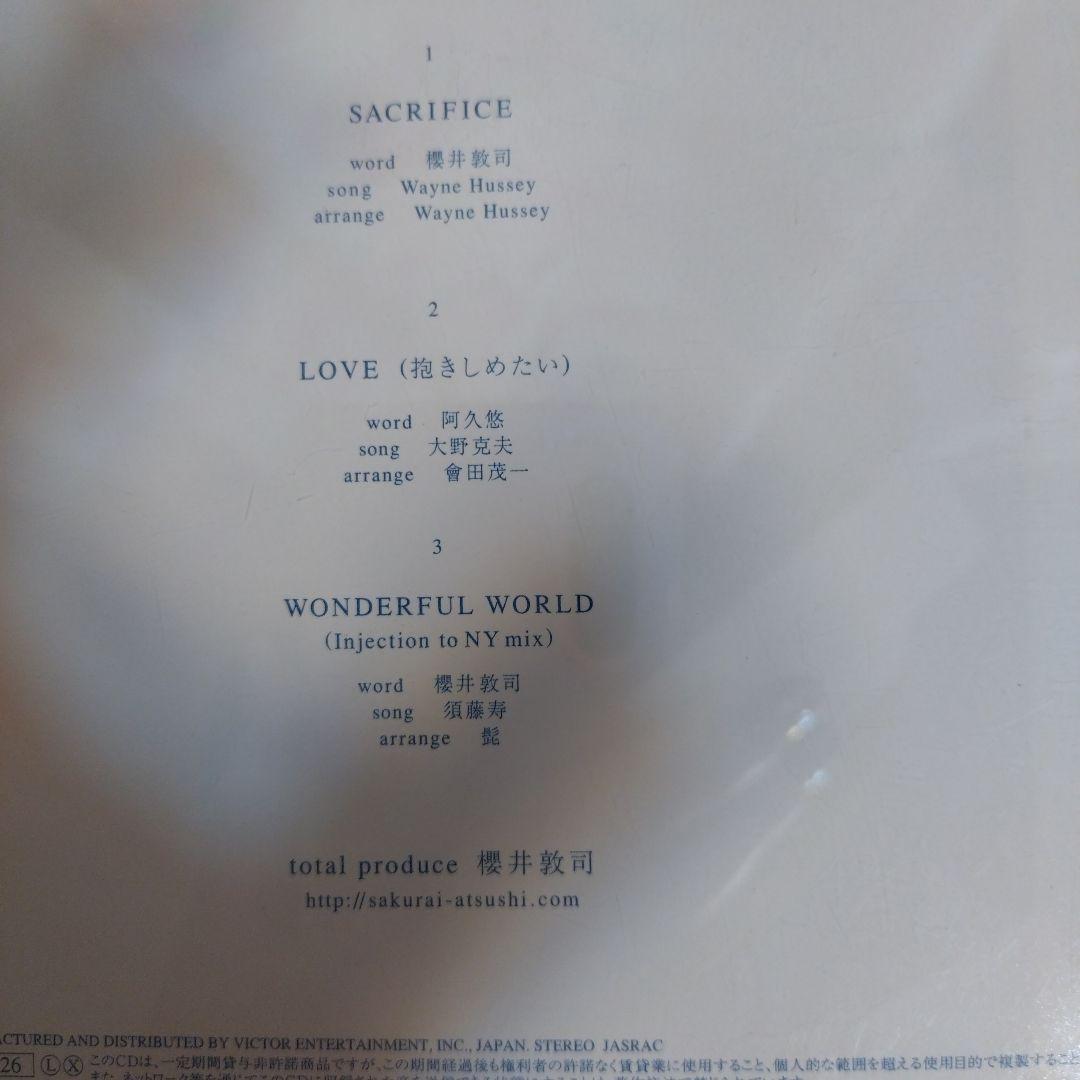 1
SACRIFICE
word 櫻井敦司
song Wayne Hussey
arrange Wayne Hussey
2
LOVE (抱きしめたい)
word 阿久悠
song 大野克夫
arrange 會田茂一
3
WONDERFUL WORLD
(Injection to NY mix)
word 櫻井敦司
song 須藤寿
arrange 髭
total produce 櫻井敦司
http://sakurai-atsushi.com
ACTURED AND DISTRIBUTED BY VICTOR ENTERTAINMENT, INC., JAPAN. STEREO JASRAC
26 Ⓛ Ⓧ このCDは、一定期間貸与非許諾商品ですが、この期間経過後も権利者の許諾なく賃貸業に使用すること、個人的な範囲を超える使用目的で複製すること